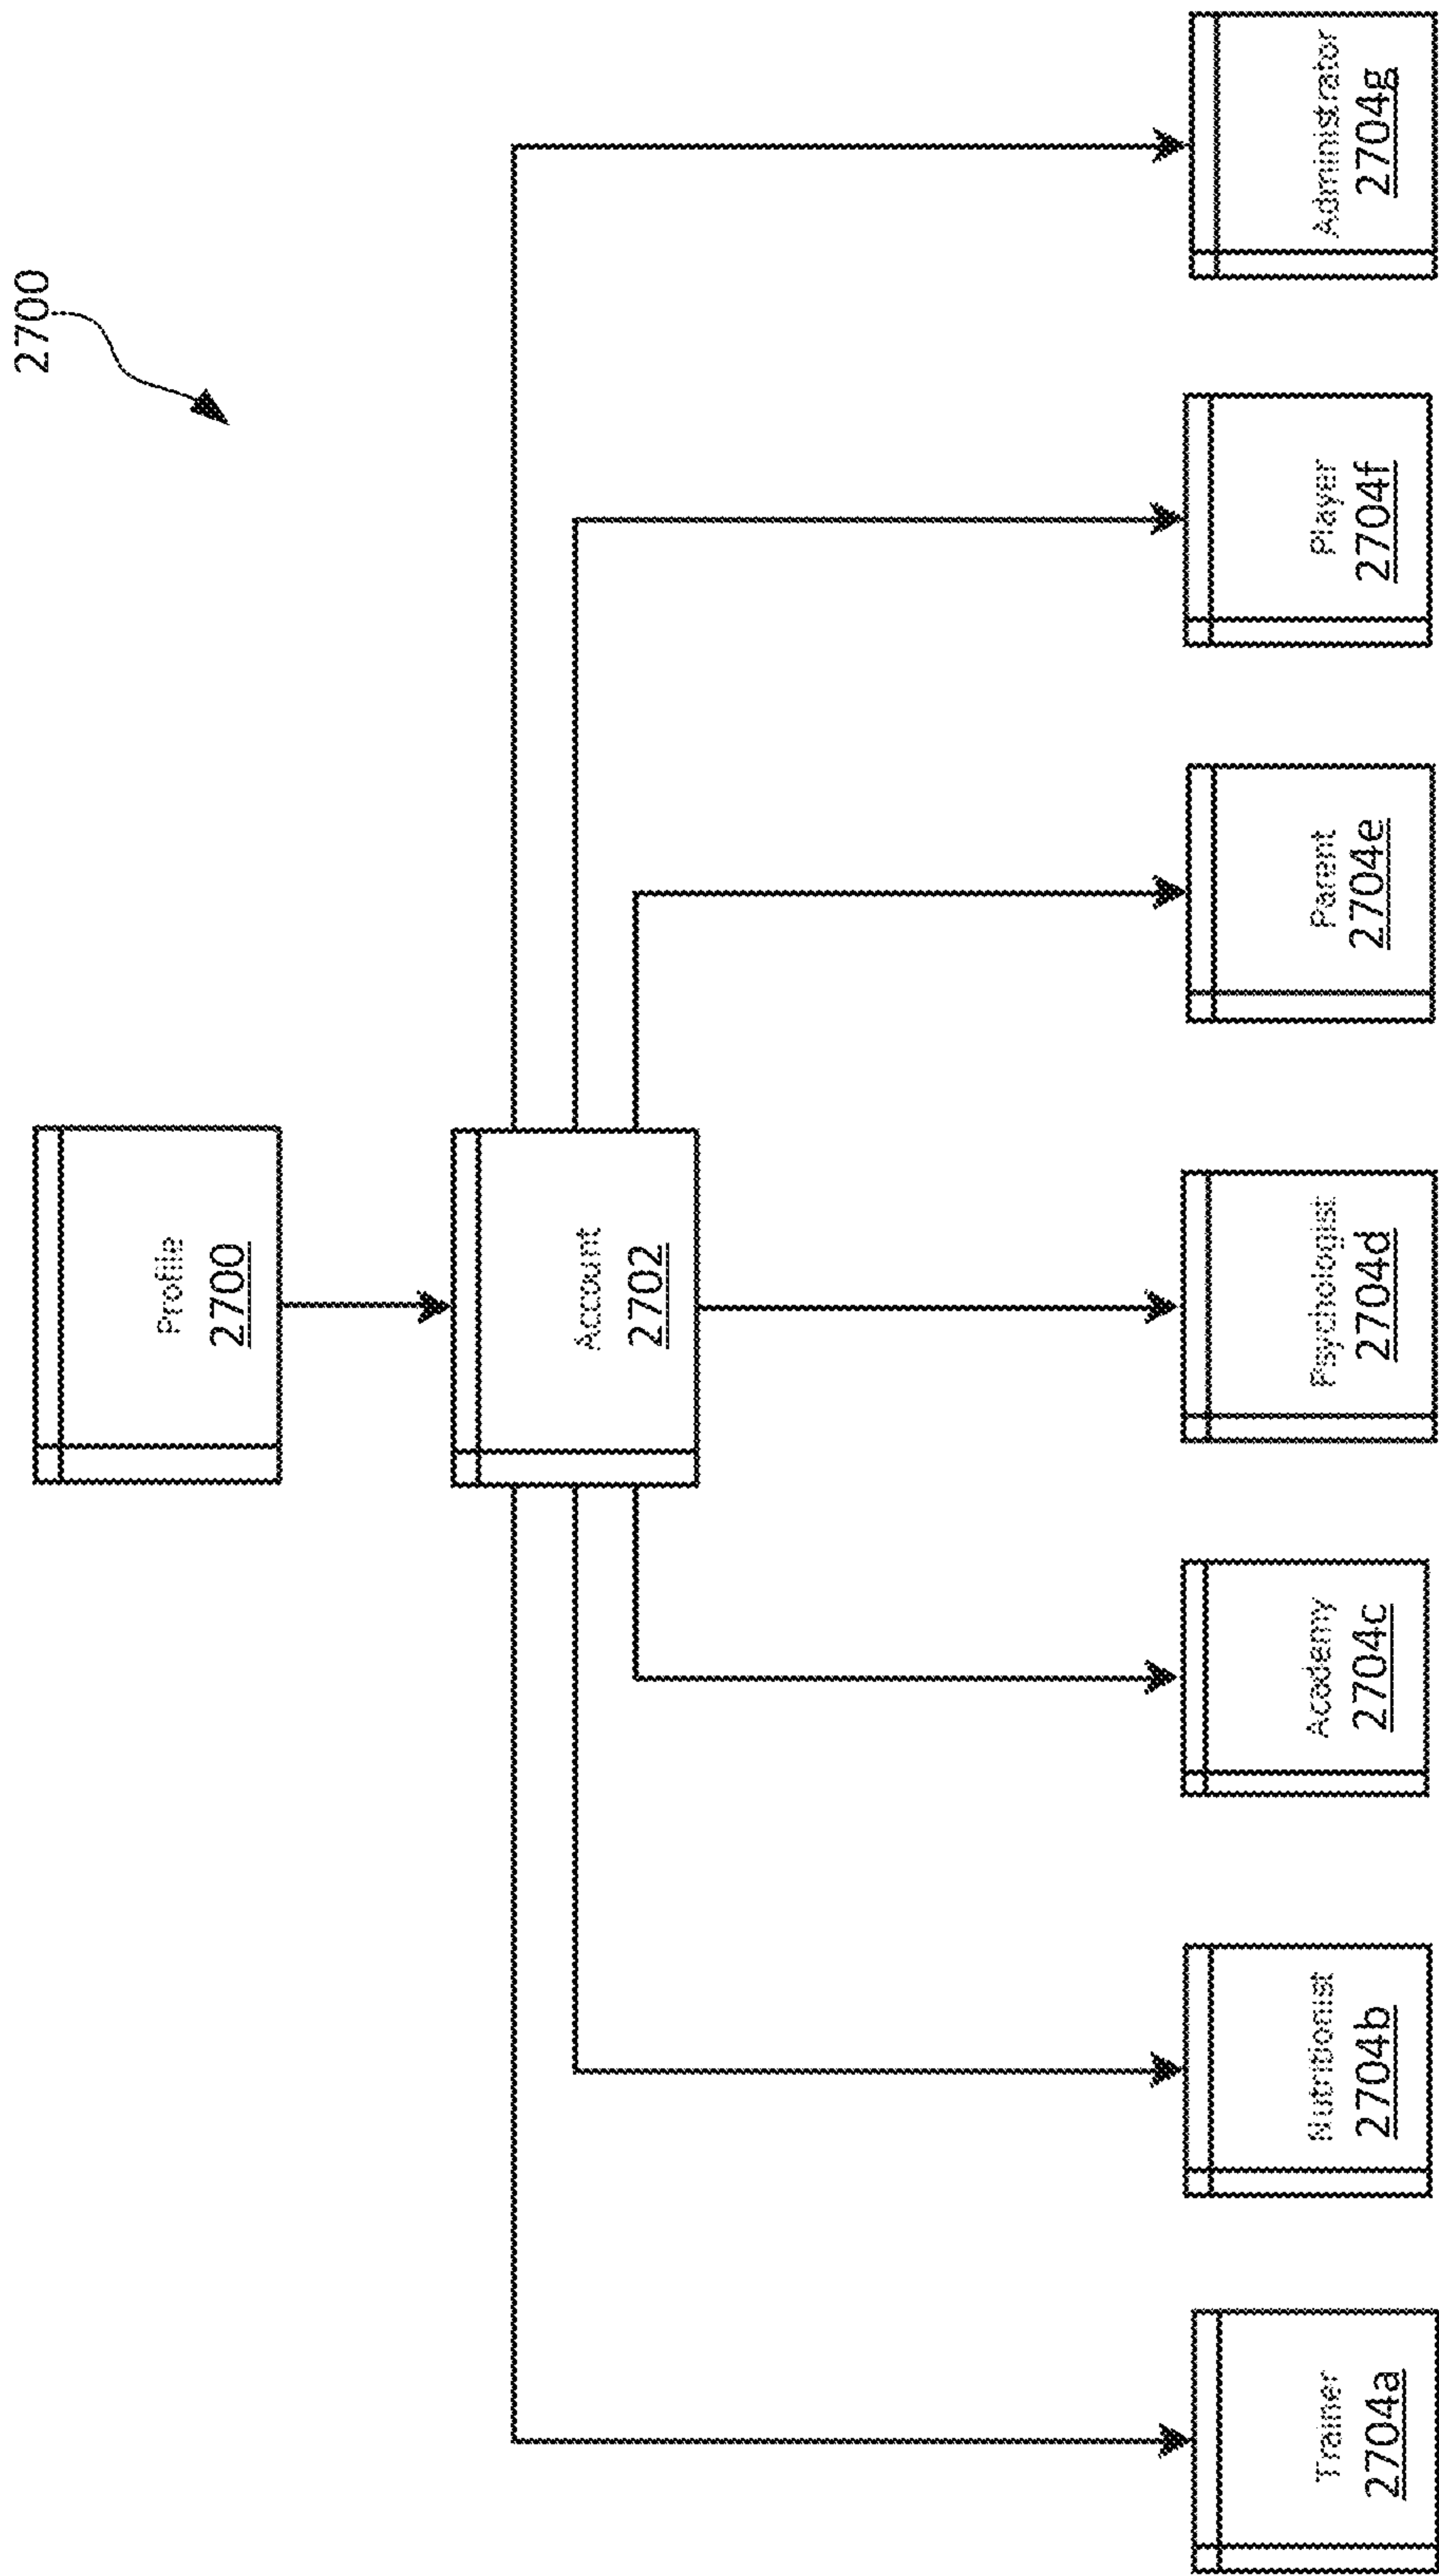 2700
Profile
2700
Account
2702
Trainer
2704a
Nutritionist
2704b
Academy
2704c
Psychologist
2704d
Parent
2704e
Player
2704f
Administrator
2704g